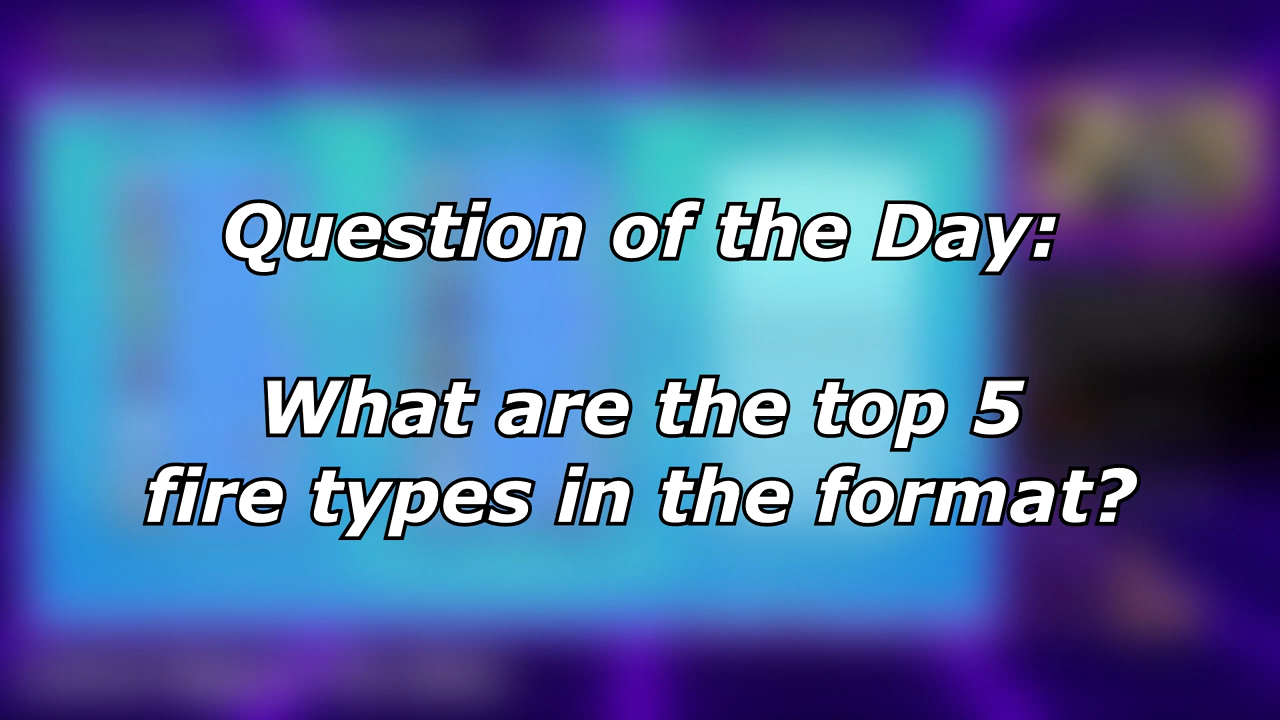 Question of the Day:
What are the top 5
fire types in the format?